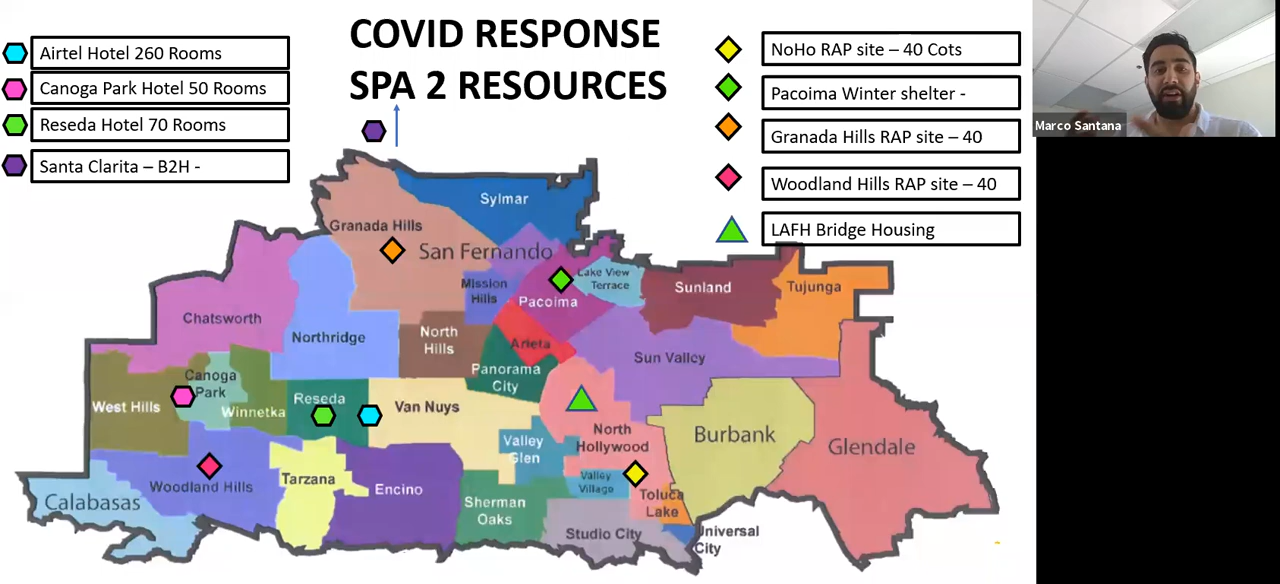 COVID RESPONSE
SPA 2 RESOURCES
Airtel Hotel 260 Rooms
Canoga Park Hotel 50 Rooms
Reseda Hotel 70 Rooms
Santa Clarita – B2H -
NoHo RAP site – 40 Cots
Pacoima Winter shelter -
Granada Hills RAP site – 40
Woodland Hills RAP site – 40
LAFH Bridge Housing
Marco Santana
Sylmar
Granada Hills
San Fernando
Lake View
Terrace
Mission
Hills
Pacoima
Sunland
Tujunga
Chatsworth
Northridge
North
Hills
Arleta
Sun Valley
Panorama
City
Canoga
Park
West Hills
Winnetka
Reseda
Van Nuys
North
Hollywood
Burbank
Glendale
Valley
Glen
Valley
Village
Toluca
Lake
Woodland Hills
Tarzana
Encino
Sherman
Oaks
Calabasas
Studio City
Universal
City